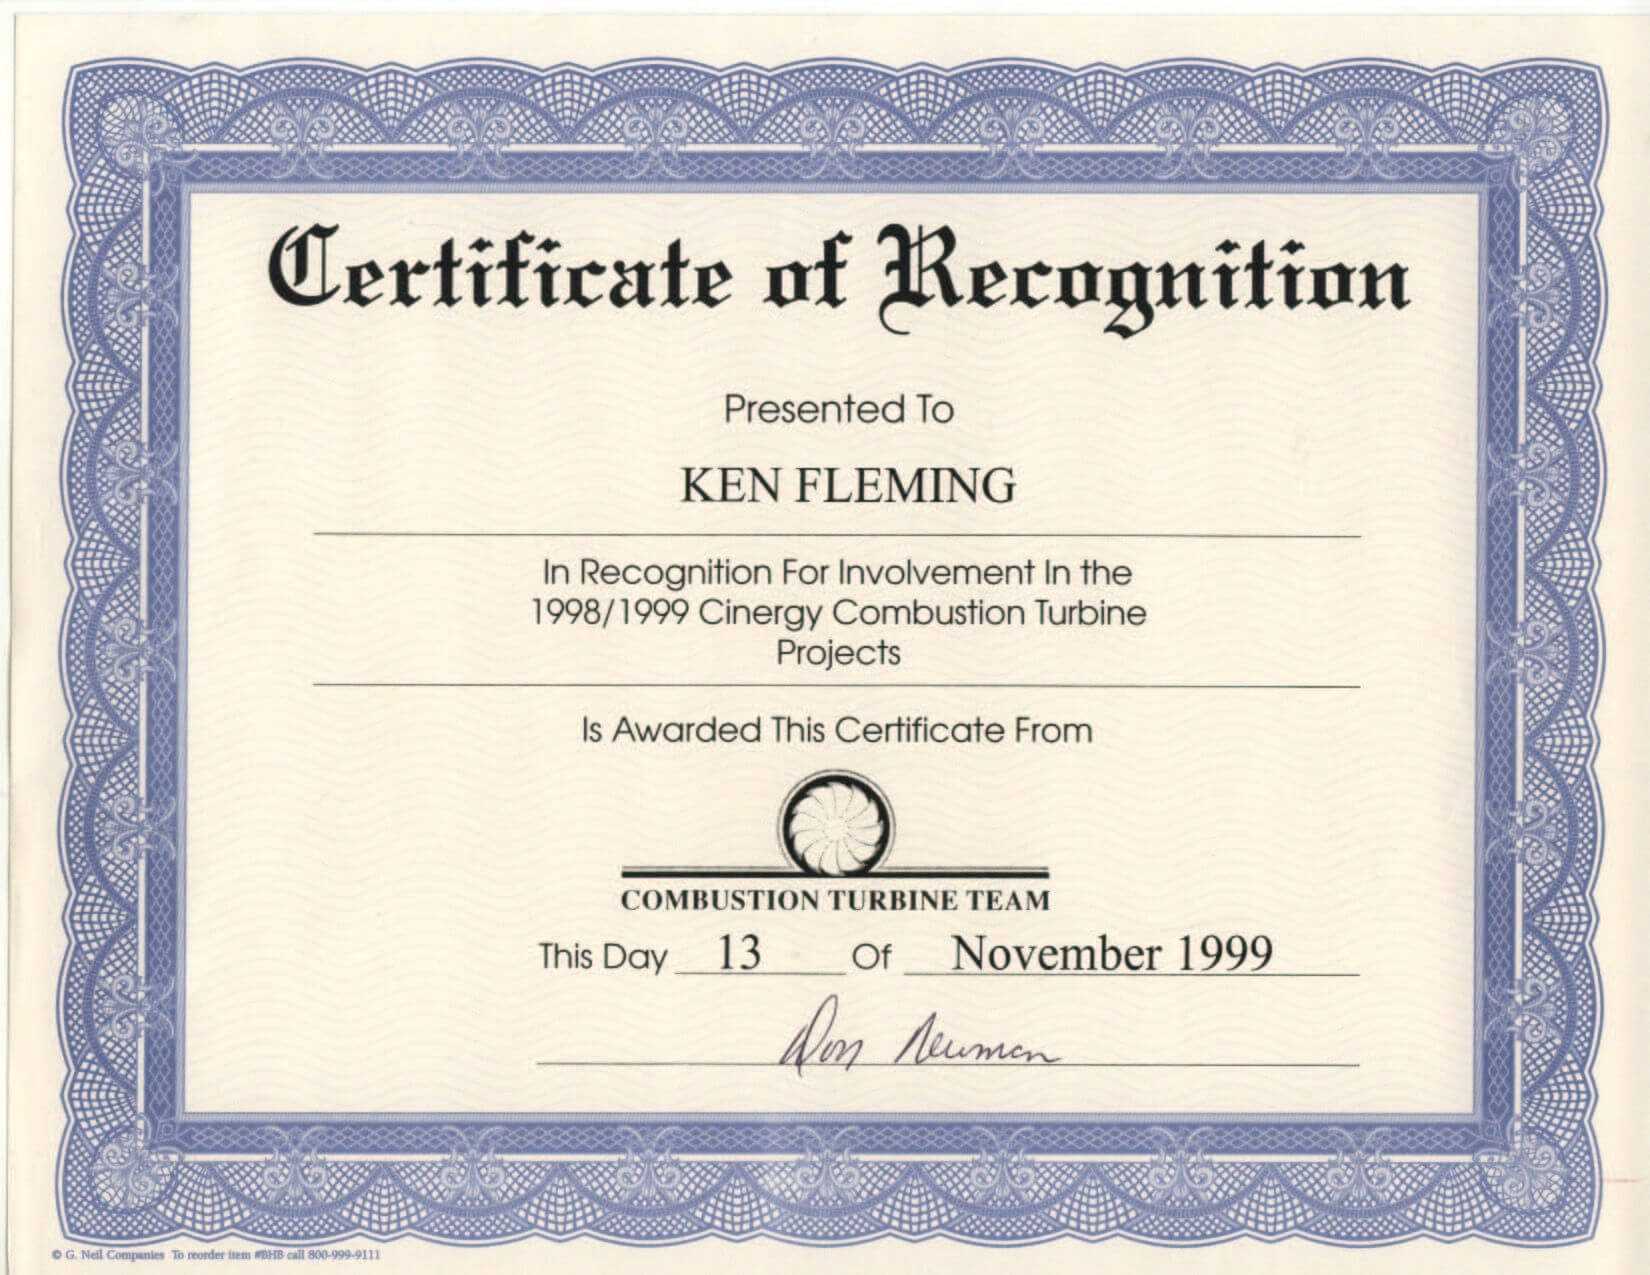 Certificate of Recognition
Presented To
KEN FLEMING
In Recognition For Involvement In the
1998/1999 Cinergy Combustion Turbine
Projects
Is Awarded This Certificate From
COMBUSTION TURBINE TEAM
This Day 13 Of November 1999
Don Newman
© G. Neil Companies To reorder item #BHB call 800-999-9111